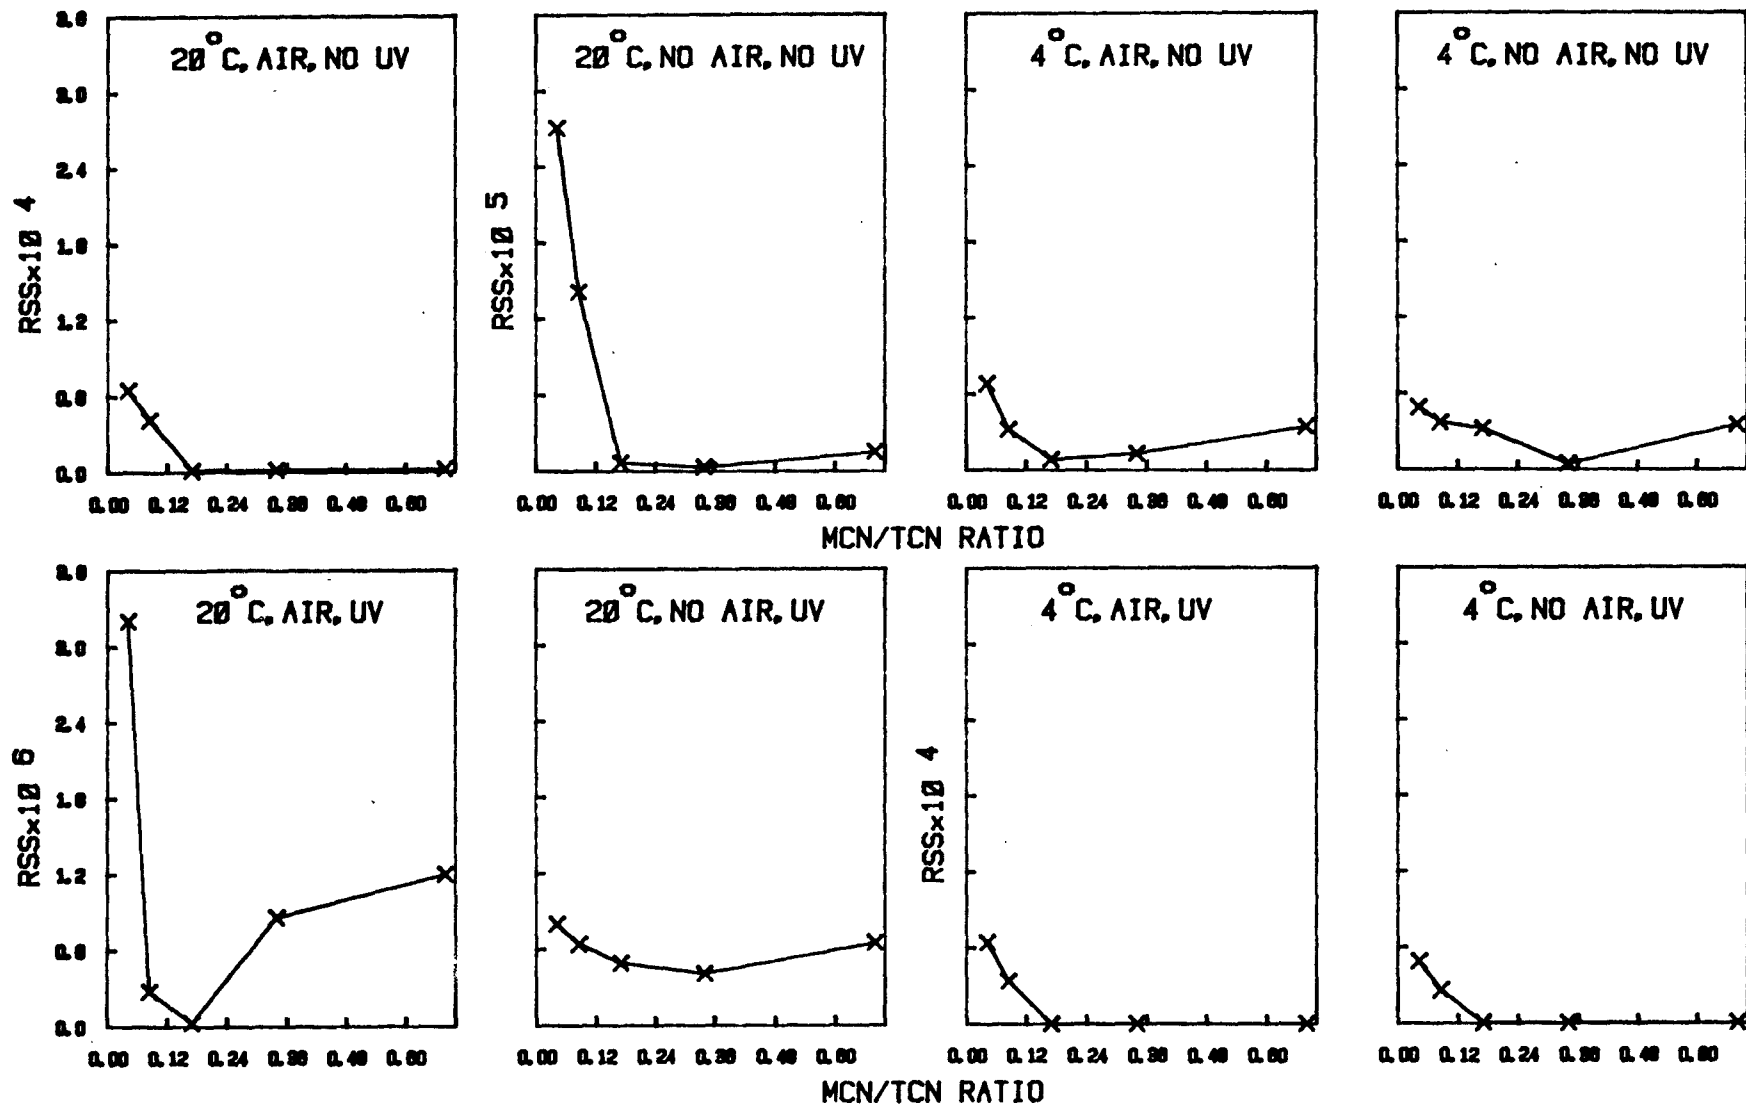 20°C, AIR, NO UV
20°C, NO AIR, NO UV
4°C, AIR, NO UV
4°C, NO AIR, NO UV
3.6
3.0
2.4
1.8
1.2
0.6
0.0
RSS×10 4
RSS×10 5
0.00 0.12 0.24 0.36 0.48 0.60
0.00 0.12 0.24 0.36 0.48 0.60
0.00 0.12 0.24 0.36 0.48 0.60
0.00 0.12 0.24 0.36 0.48 0.60
MCN/TCN RATIO
20°C, AIR, UV
20°C, NO AIR, UV
4°C, AIR, UV
4°C, NO AIR, UV
3.6
3.0
2.4
1.8
1.2
0.6
0.0
RSS×10 6
RSS×10 4
0.00 0.12 0.24 0.36 0.48 0.60
0.00 0.12 0.24 0.36 0.48 0.60
0.00 0.12 0.24 0.36 0.48 0.60
0.00 0.12 0.24 0.36 0.48 0.60
MCN/TCN RATIO